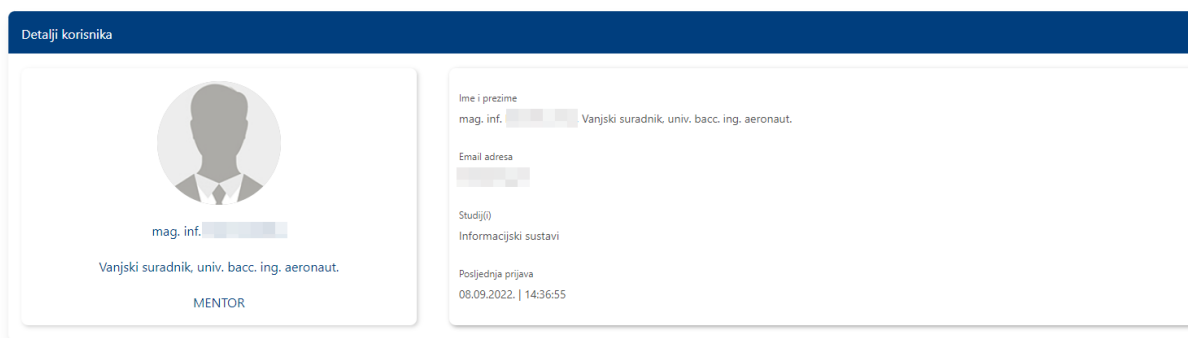 Detalji korisnika
mag. inf.
Vanjski suradnik, univ. bacc. ing. aeronaut.
MENTOR
Ime i prezime
mag. inf. Vanjski suradnik, univ. bacc. ing. aeronaut.
Email adresa
Studij(i)
Informacijski sustavi
Posljednja prijava
08.09.2022. | 14:36:55